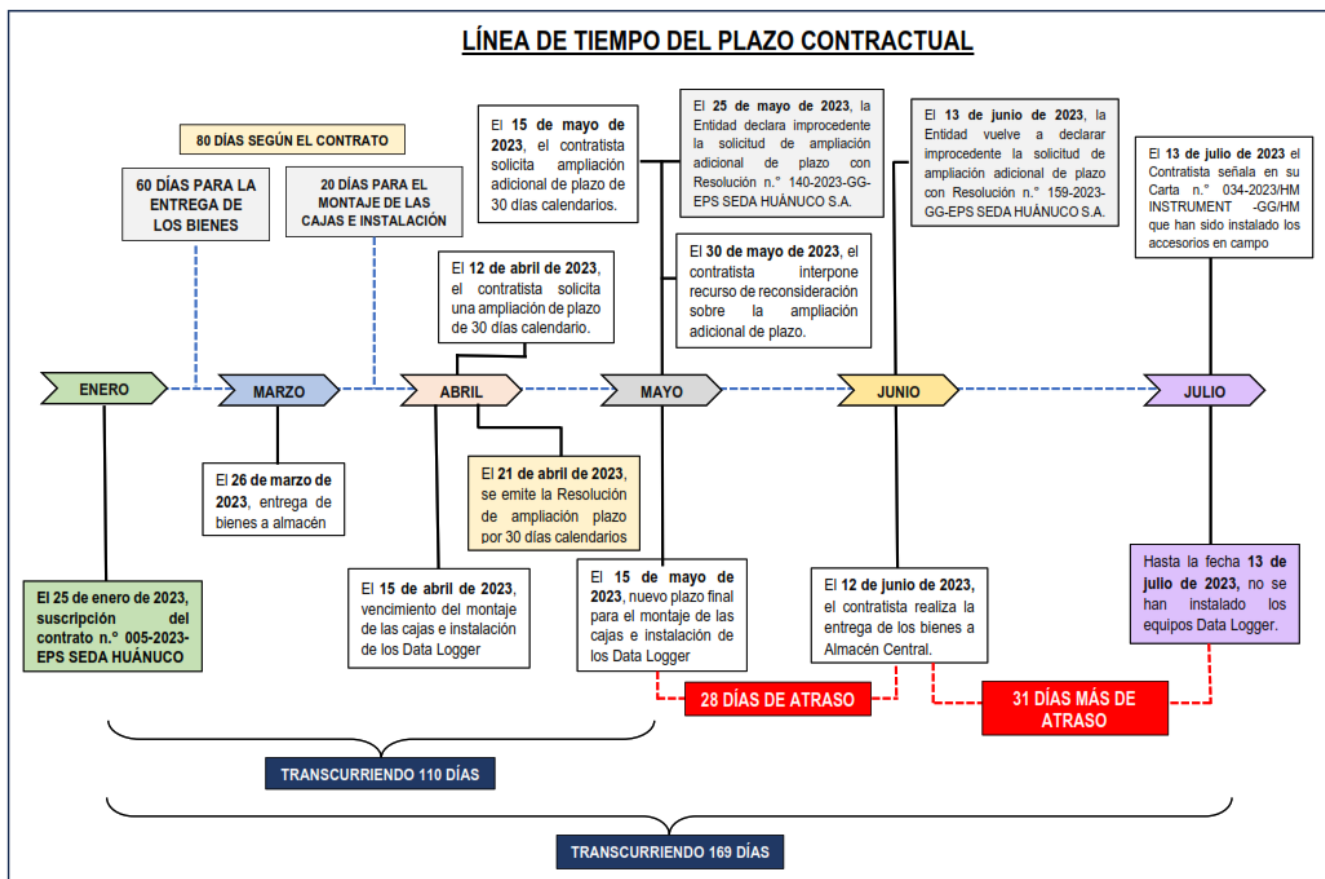 LÍNEA DE TIEMPO DEL PLAZO CONTRACTUAL
80 DÍAS SEGÚN EL CONTRATO
60 DÍAS PARA LA
ENTREGA DE
LOS BIENES
20 DÍAS PARA EL
MONTAJE DE LAS
CAJAS E INSTALACIÓN
El 15 de mayo de
2023, el contratista
solicita ampliación
adicional de plazo de
30 días calendarios.
El 25 de mayo de 2023, la
Entidad declara improcedente
la solicitud de ampliación
adicional de plazo con
Resolución n.° 140-2023-GG-
EPS SEDA HUÁNUCO S.A.
El 13 de junio de 2023, la
Entidad vuelve a declarar
improcedente la solicitud de
ampliación adicional de plazo
con Resolución n.° 159-2023-
GG-EPS SEDA HUÁNUCO S.A.
El 13 de julio de 2023 el
Contratista señala en su
Carta n.° 034-2023/HM
INSTRUMENT -GG/HM
que han sido instalado los
accesorios en campo
El 12 de abril de 2023,
el contratista solicita
una ampliación de plazo
de 30 días calendario.
El 30 de mayo de 2023, el
contratista interpone
recurso de reconsideración
sobre la ampliación
adicional de plazo.
ENERO
MARZO
ABRIL
MAYO
JUNIO
JULIO
El 26 de marzo de
2023, entrega de
bienes a almacén
El 21 de abril de 2023,
se emite la Resolución
de ampliación plazo
por 30 días calendarios
El 25 de enero de 2023,
suscripción del
contrato n.° 005-2023-
EPS SEDA HUÁNUCO
El 15 de abril de 2023,
vencimiento del montaje
de las cajas e instalación
de los Data Logger
El 15 de mayo de
2023, nuevo plazo final
para el montaje de las
cajas e instalación de
los Data Logger
El 12 de junio de 2023,
el contratista realiza la
entrega de los bienes a
Almacén Central.
Hasta la fecha 13 de
julio de 2023, no se
han instalado los
equipos Data Logger.
28 DÍAS DE ATRASO
31 DÍAS MÁS DE
ATRASO
TRANSCURRIENDO 110 DÍAS
TRANSCURRIENDO 169 DÍAS